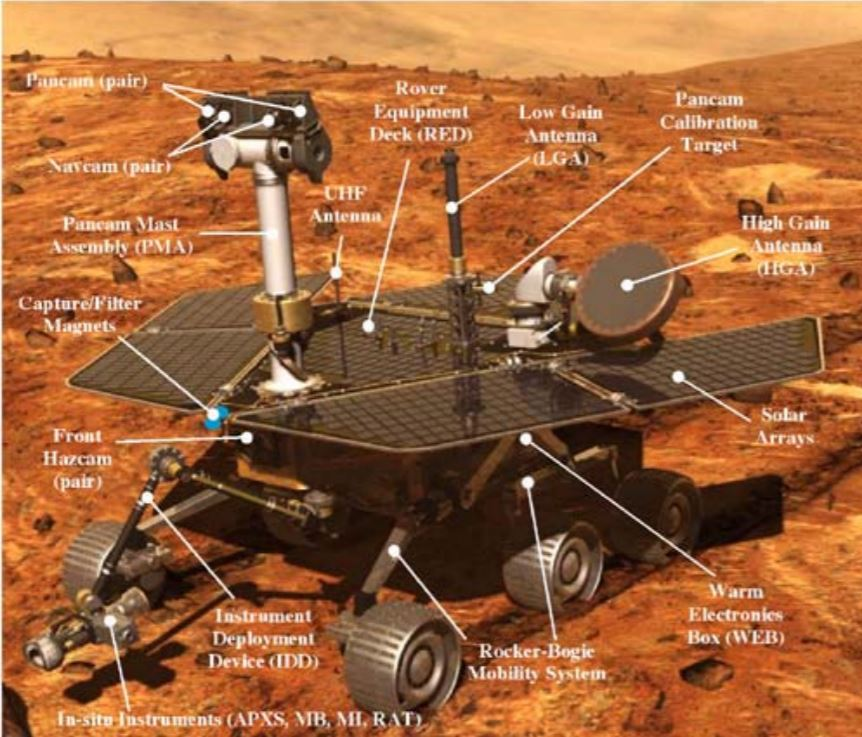 Pancam (pair)
Navcam (pair)
Pancam Mast
Assembly (PMA)
Capture/Filter
Magnets
Front
Hazcam
(pair)
UHF
Antenna
Rover
Equipment
Deck (RED)
Low Gain
Antenna
(LGA)
Pancam
Calibration
Target
High Gain
Antenna
(HGA)
Solar
Arrays
Warm
Electronics
Box (WEB)
Rocker-Bogie
Mobility System
Instrument
Deployment
Device (IDD)
In-situ Instruments (APXS, MB, MI, RAT)